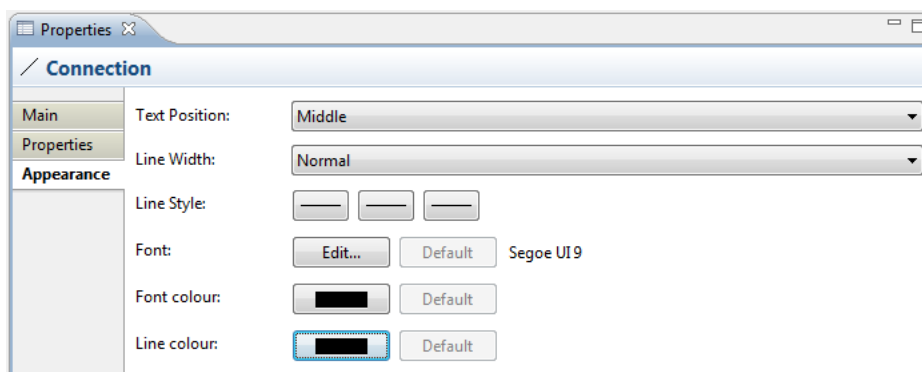 Properties
Connection
Main
Properties
Appearance
Text Position: Middle
Line Width: Normal
Line Style:
Font: Edit... Default Segoe UI 9
Font colour: Default
Line colour: Default